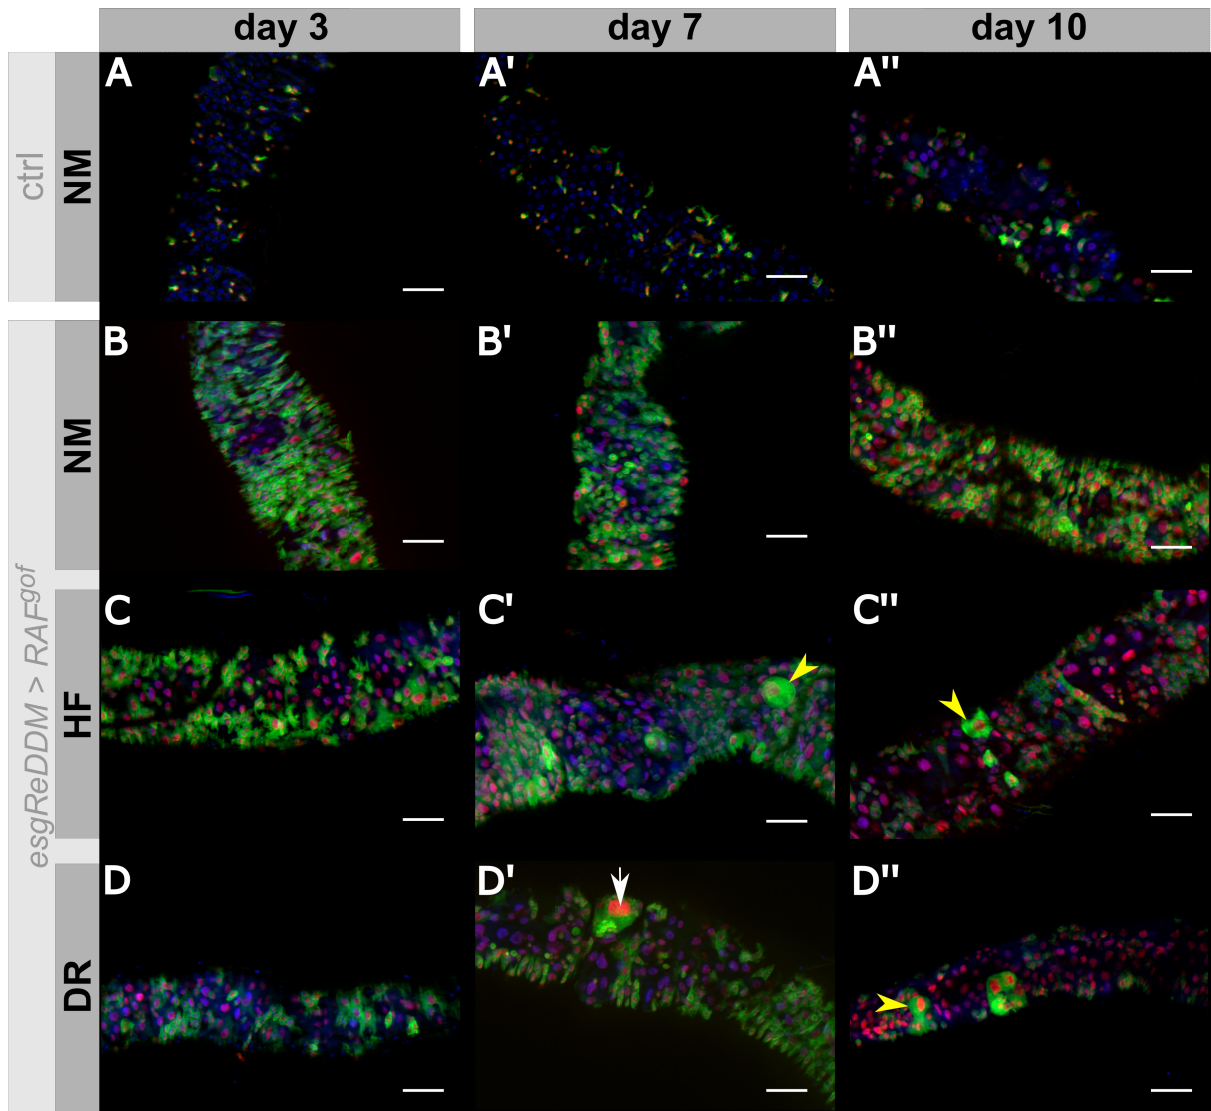 day 3
day 7
day 10
ctrl
NM
A
A'
A"
esgReDDM > RAFgof
NM
B
B'
B"
HF
C
C'
C"
DR
D
D'
D"